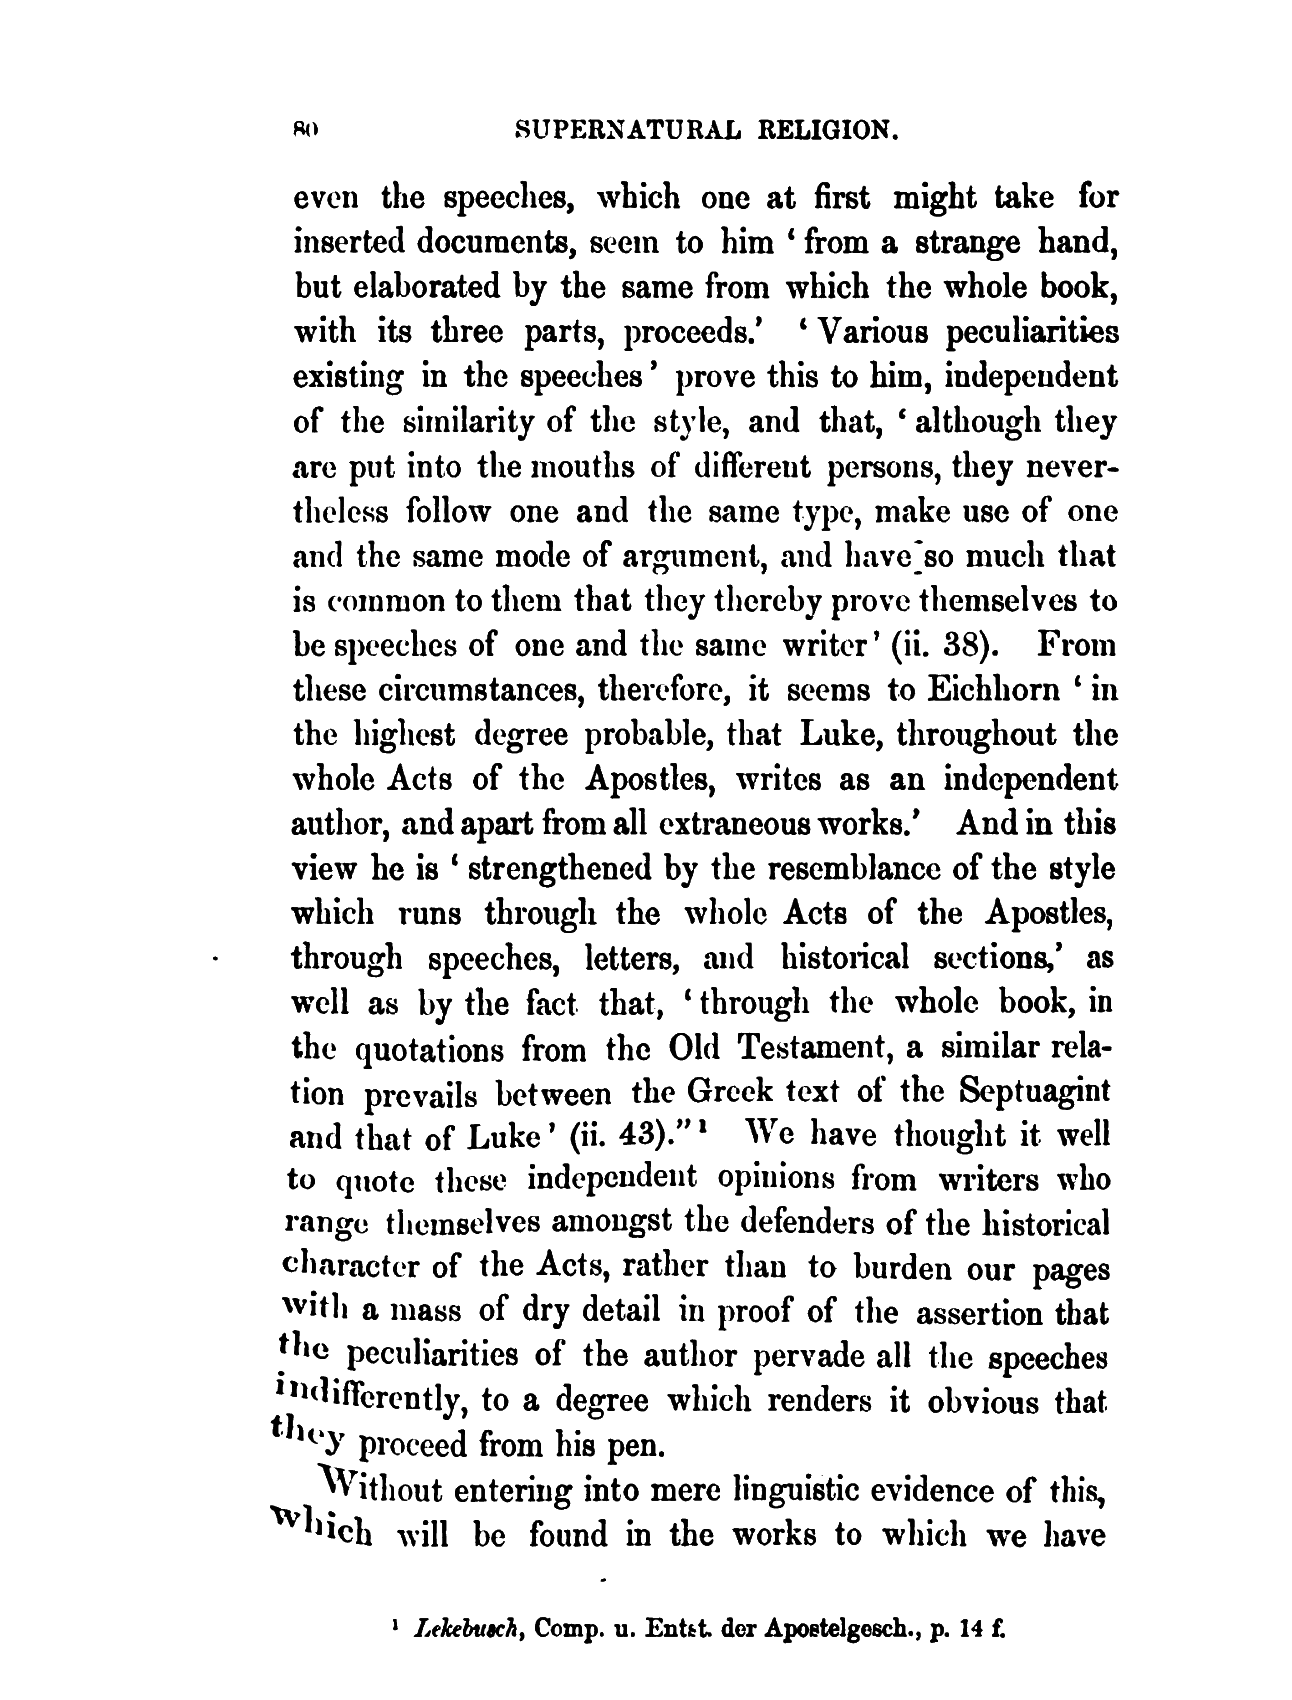 80 SUPERNATURAL RELIGION.
even the speeches, which one at first might take for
inserted documents, seem to him ‘ from a strange hand,
but elaborated by the same from which the whole book,
with its three parts, proceeds.’ ‘ Various peculiarities
existing in the speeches ’ prove this to him, independent
of the similarity of the style, and that, ‘ although they
are put into the mouths of different persons, they never-
theless follow one and the same type, make use of one
and the same mode of argument, and have so much that
is common to them that they thereby prove themselves to
be speeches of one and the same writer ’ (ii. 38). From
these circumstances, therefore, it seems to Eichhorn ‘ in
the highest degree probable, that Luke, throughout the
whole Acts of the Apostles, writes as an independent
author, and apart from all extraneous works.’ And in this
view he is ‘ strengthened by the resemblance of the style
which runs through the whole Acts of the Apostles,
through speeches, letters, and historical sections,’ as
well as by the fact that, ‘ through the whole book, in
the quotations from the Old Testament, a similar rela-
tion prevails between the Greek text of the Septuagint
and that of Luke ’ (ii. 43).” ¹ We have thought it well
to quote these independent opinions from writers who
range themselves amongst the defenders of the historical
character of the Acts, rather than to burden our pages
with a mass of dry detail in proof of the assertion that
the peculiarities of the author pervade all the speeches
indifferently, to a degree which renders it obvious that
they proceed from his pen.
Without entering into mere linguistic evidence of this,
which will be found in the works to which we have
¹ Lekebusch, Comp. u. Entst. der Apostelgesch., p. 14 f.